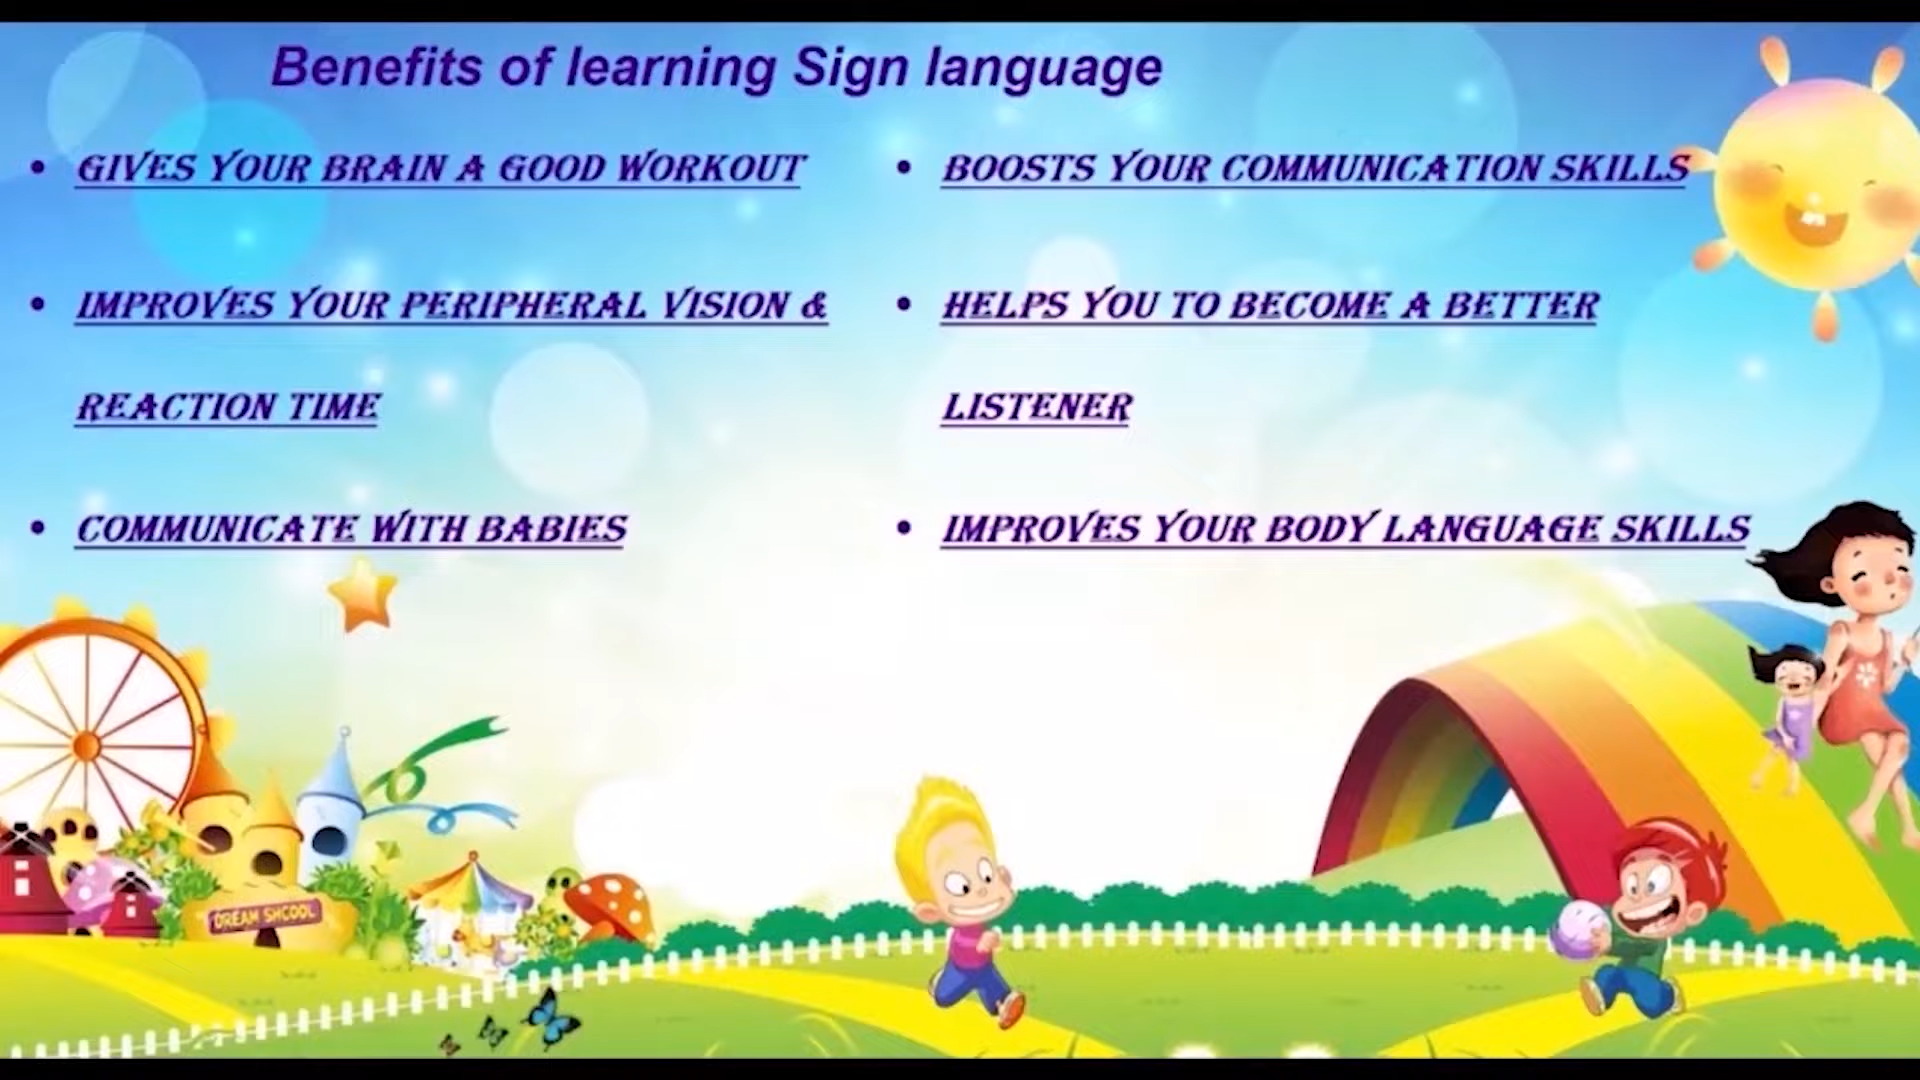 Benefits of learning Sign language
• GIVES YOUR BRAIN A GOOD WORKOUT
• IMPROVES YOUR PERIPHERAL VISION &
REACTION TIME
• COMMUNICATE WITH BABIES
• BOOSTS YOUR COMMUNICATION SKILLS
• HELPS YOU TO BECOME A BETTER
LISTENER
• IMPROVES YOUR BODY LANGUAGE SKILLS
DREAM SHCOOL